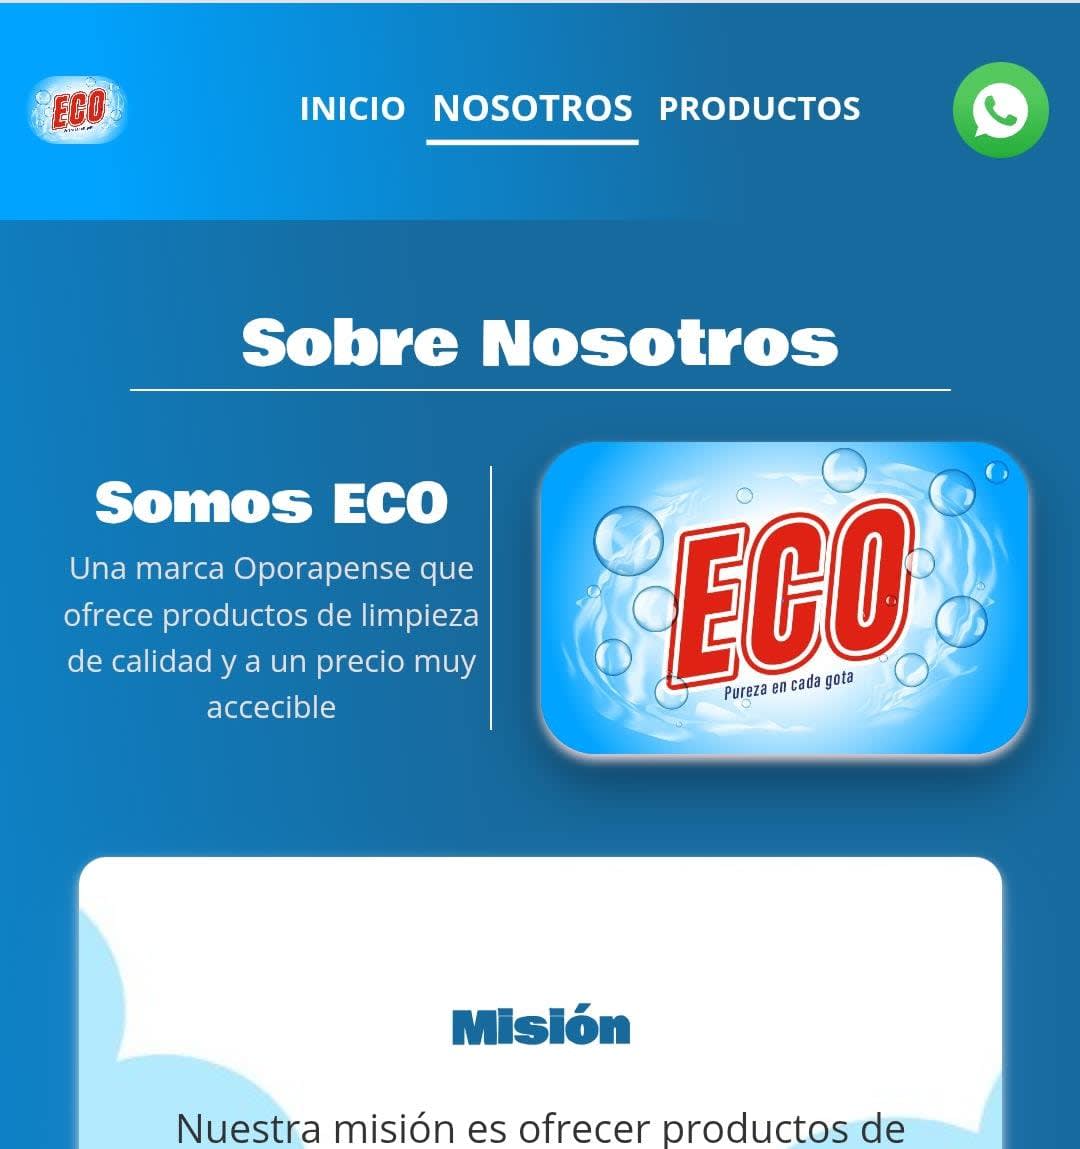 ECO
INICIO NOSOTROS PRODUCTOS
Sobre Nosotros
Somos ECO
Una marca Oporapense que
ofrece productos de limpieza
de calidad y a un precio muy
accecible
ECO
Pureza en cada gota
Misión
Nuestra misión es ofrecer productos de